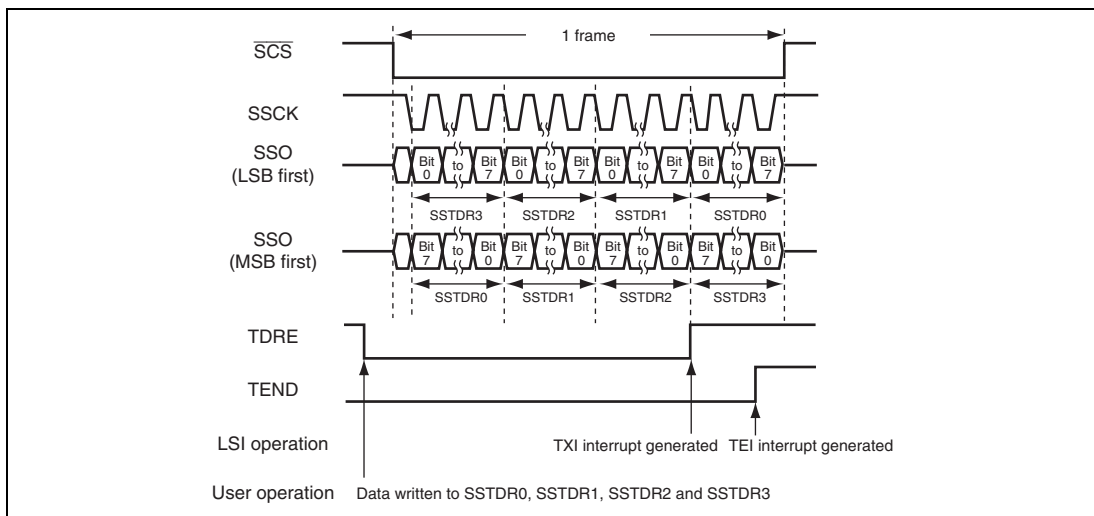 1 frame
SCS
SSCK
SSO
(LSB first)
Bit 0 to Bit 7 Bit 0 to Bit 7 Bit 0 to Bit 7 Bit 0 to Bit 7
SSTDR3 SSTDR2 SSTDR1 SSTDR0
SSO
(MSB first)
Bit 7 to Bit 0 Bit 7 to Bit 0 Bit 7 to Bit 0 Bit 7 to Bit 0
SSTDR0 SSTDR1 SSTDR2 SSTDR3
TDRE
TEND
LSI operation TXI interrupt generated TEI interrupt generated
User operation Data written to SSTDR0, SSTDR1, SSTDR2 and SSTDR3